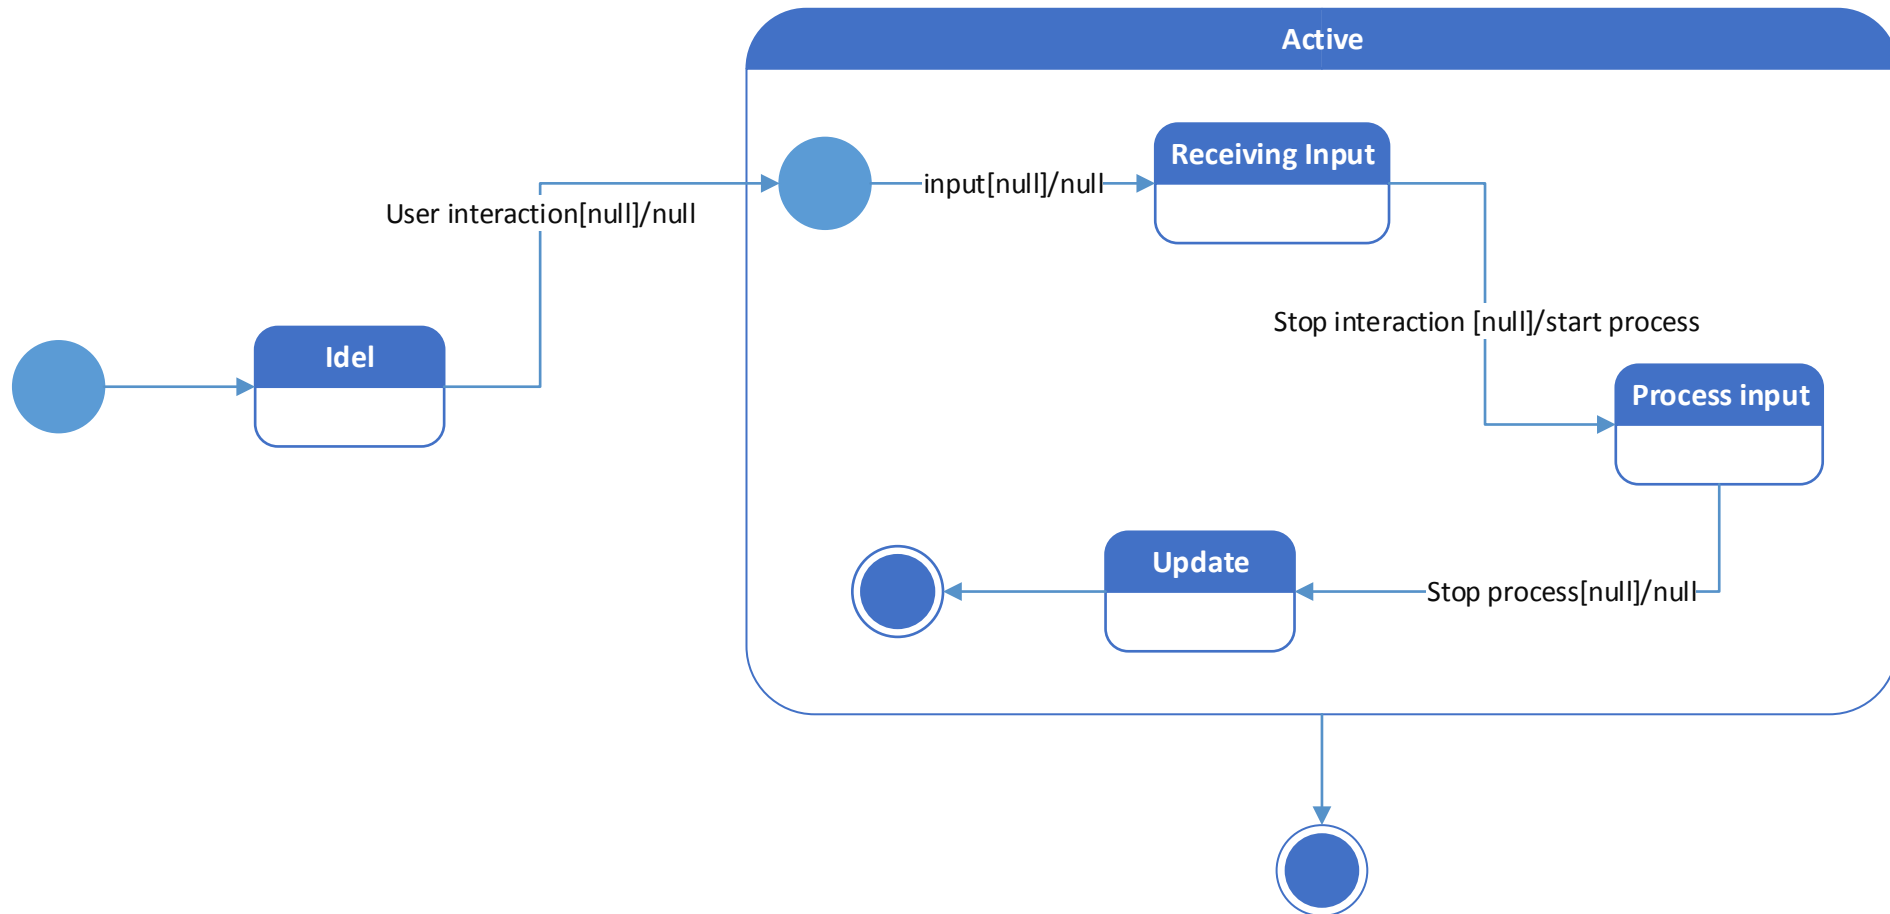 Active
Receiving Input
input[null]/null
User interaction[null]/null
Stop interaction [null]/start process
Idel
Process input
Update
Stop process[null]/null